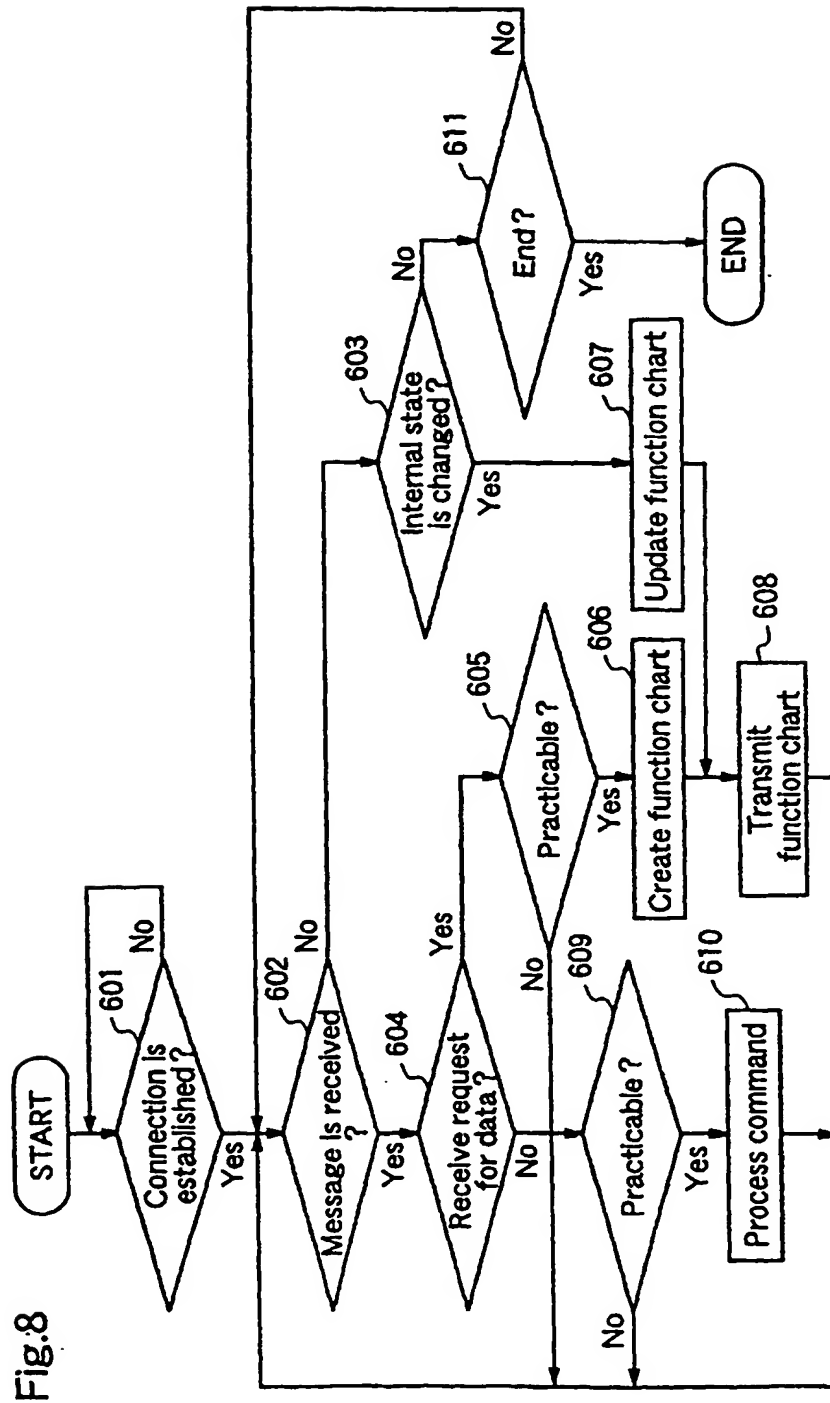 Fig.8
START
601
Connection is
established?
No
Yes
602
Message is received
?
No
Yes
603
Internal state
is changed?
No
Yes
604
Receive request
for data?
Yes
No
605
Practicable?
No
Yes
606
Create function chart
607
Update function chart
608
Transmit
function chart
609
Practicable?
No
Yes
610
Process command
611
End?
No
Yes
END